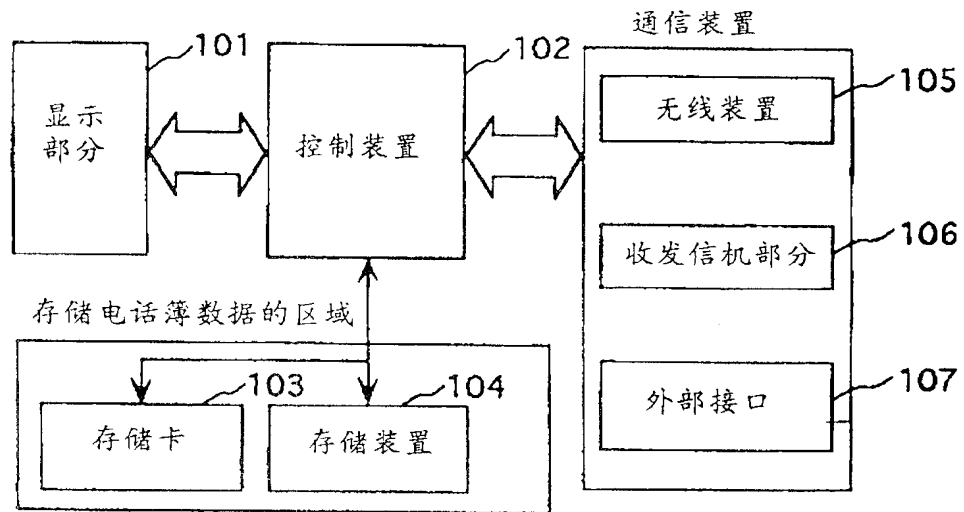 通信装置
101
显示
部分
102
控制装置
105
无线装置
106
收发信机部分
107
外部接口
存储电话薄数据的区域
103
存储卡
104
存储装置